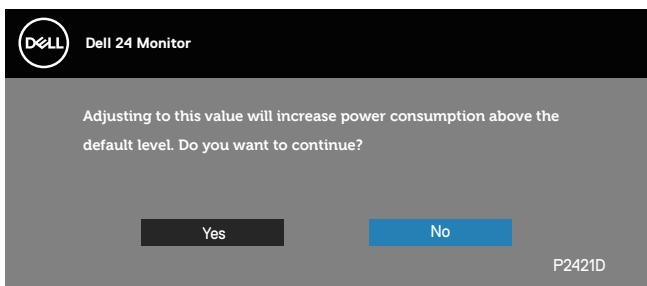 DELL
Dell 24 Monitor
Adjusting to this value will increase power consumption above the
default level. Do you want to continue?
Yes
No
P2421D